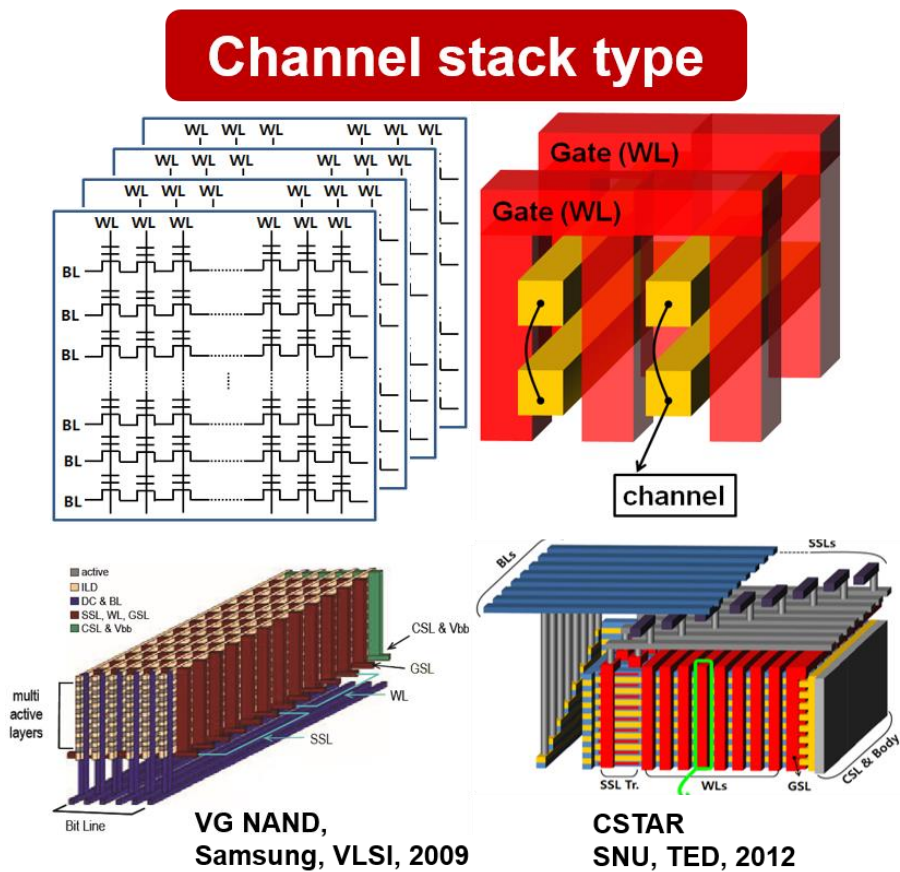 Channel stack type
WL WL WL WL WL WL
WL WL WL WL WL WL
WL WL WL WL WL WL
WL WL WL WL WL WL
BL
BL
BL
BL
BL
BL
Gate (WL)
Gate (WL)
channel
active
ILD
DC & BL
SSL, WL, GSL
CSL & Vbb
multi
active
layers
CSL & Vbb
GSL
WL
SSL
Bit Line
VG NAND,
Samsung, VLSI, 2009
BLs
SSLs
CSL & Body
SSL Tr.
WLs
GSL
CSTAR
SNU, TED, 2012